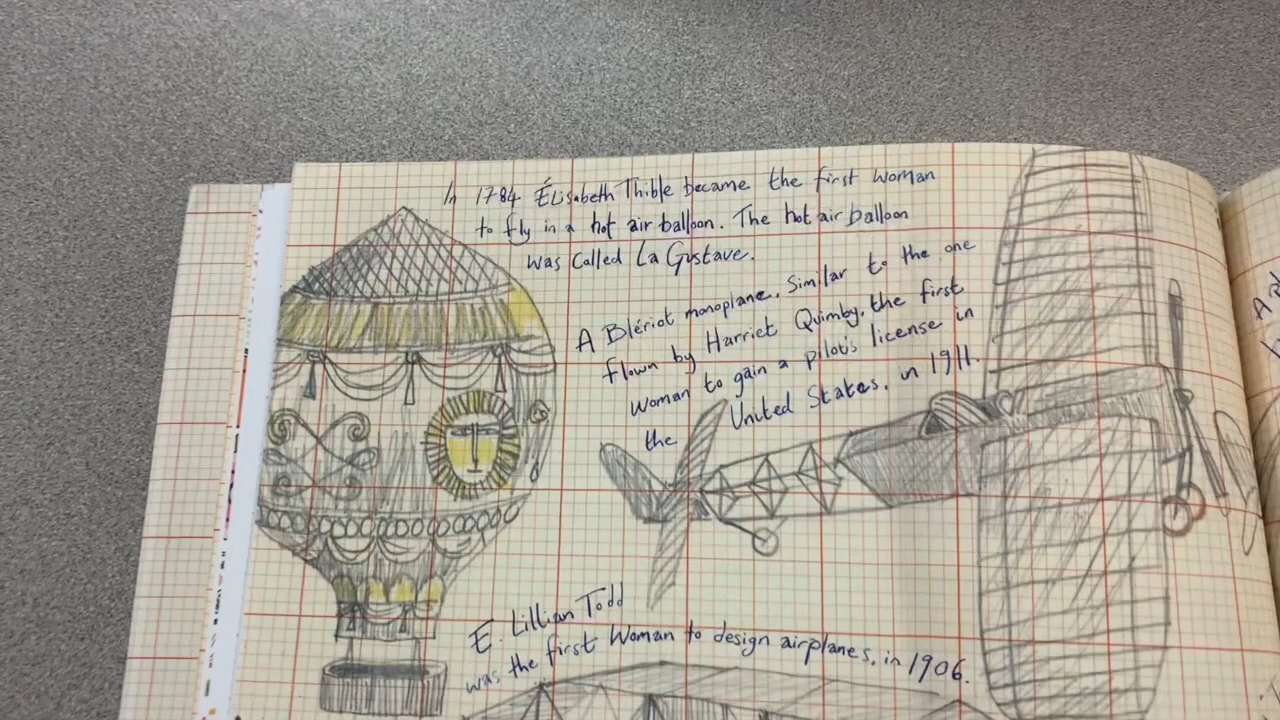 In 1784 Élisabeth Thible became the first woman
to fly in a hot air balloon. The hot air balloon
was called La Gustave.
A Blériot monoplane. Similar to the one
flown by Harriet Quimby, the first
woman to gain a pilot's license in
the United States, in 1911.
E. Lillian Todd
was the first Woman to design airplanes, in 1906.